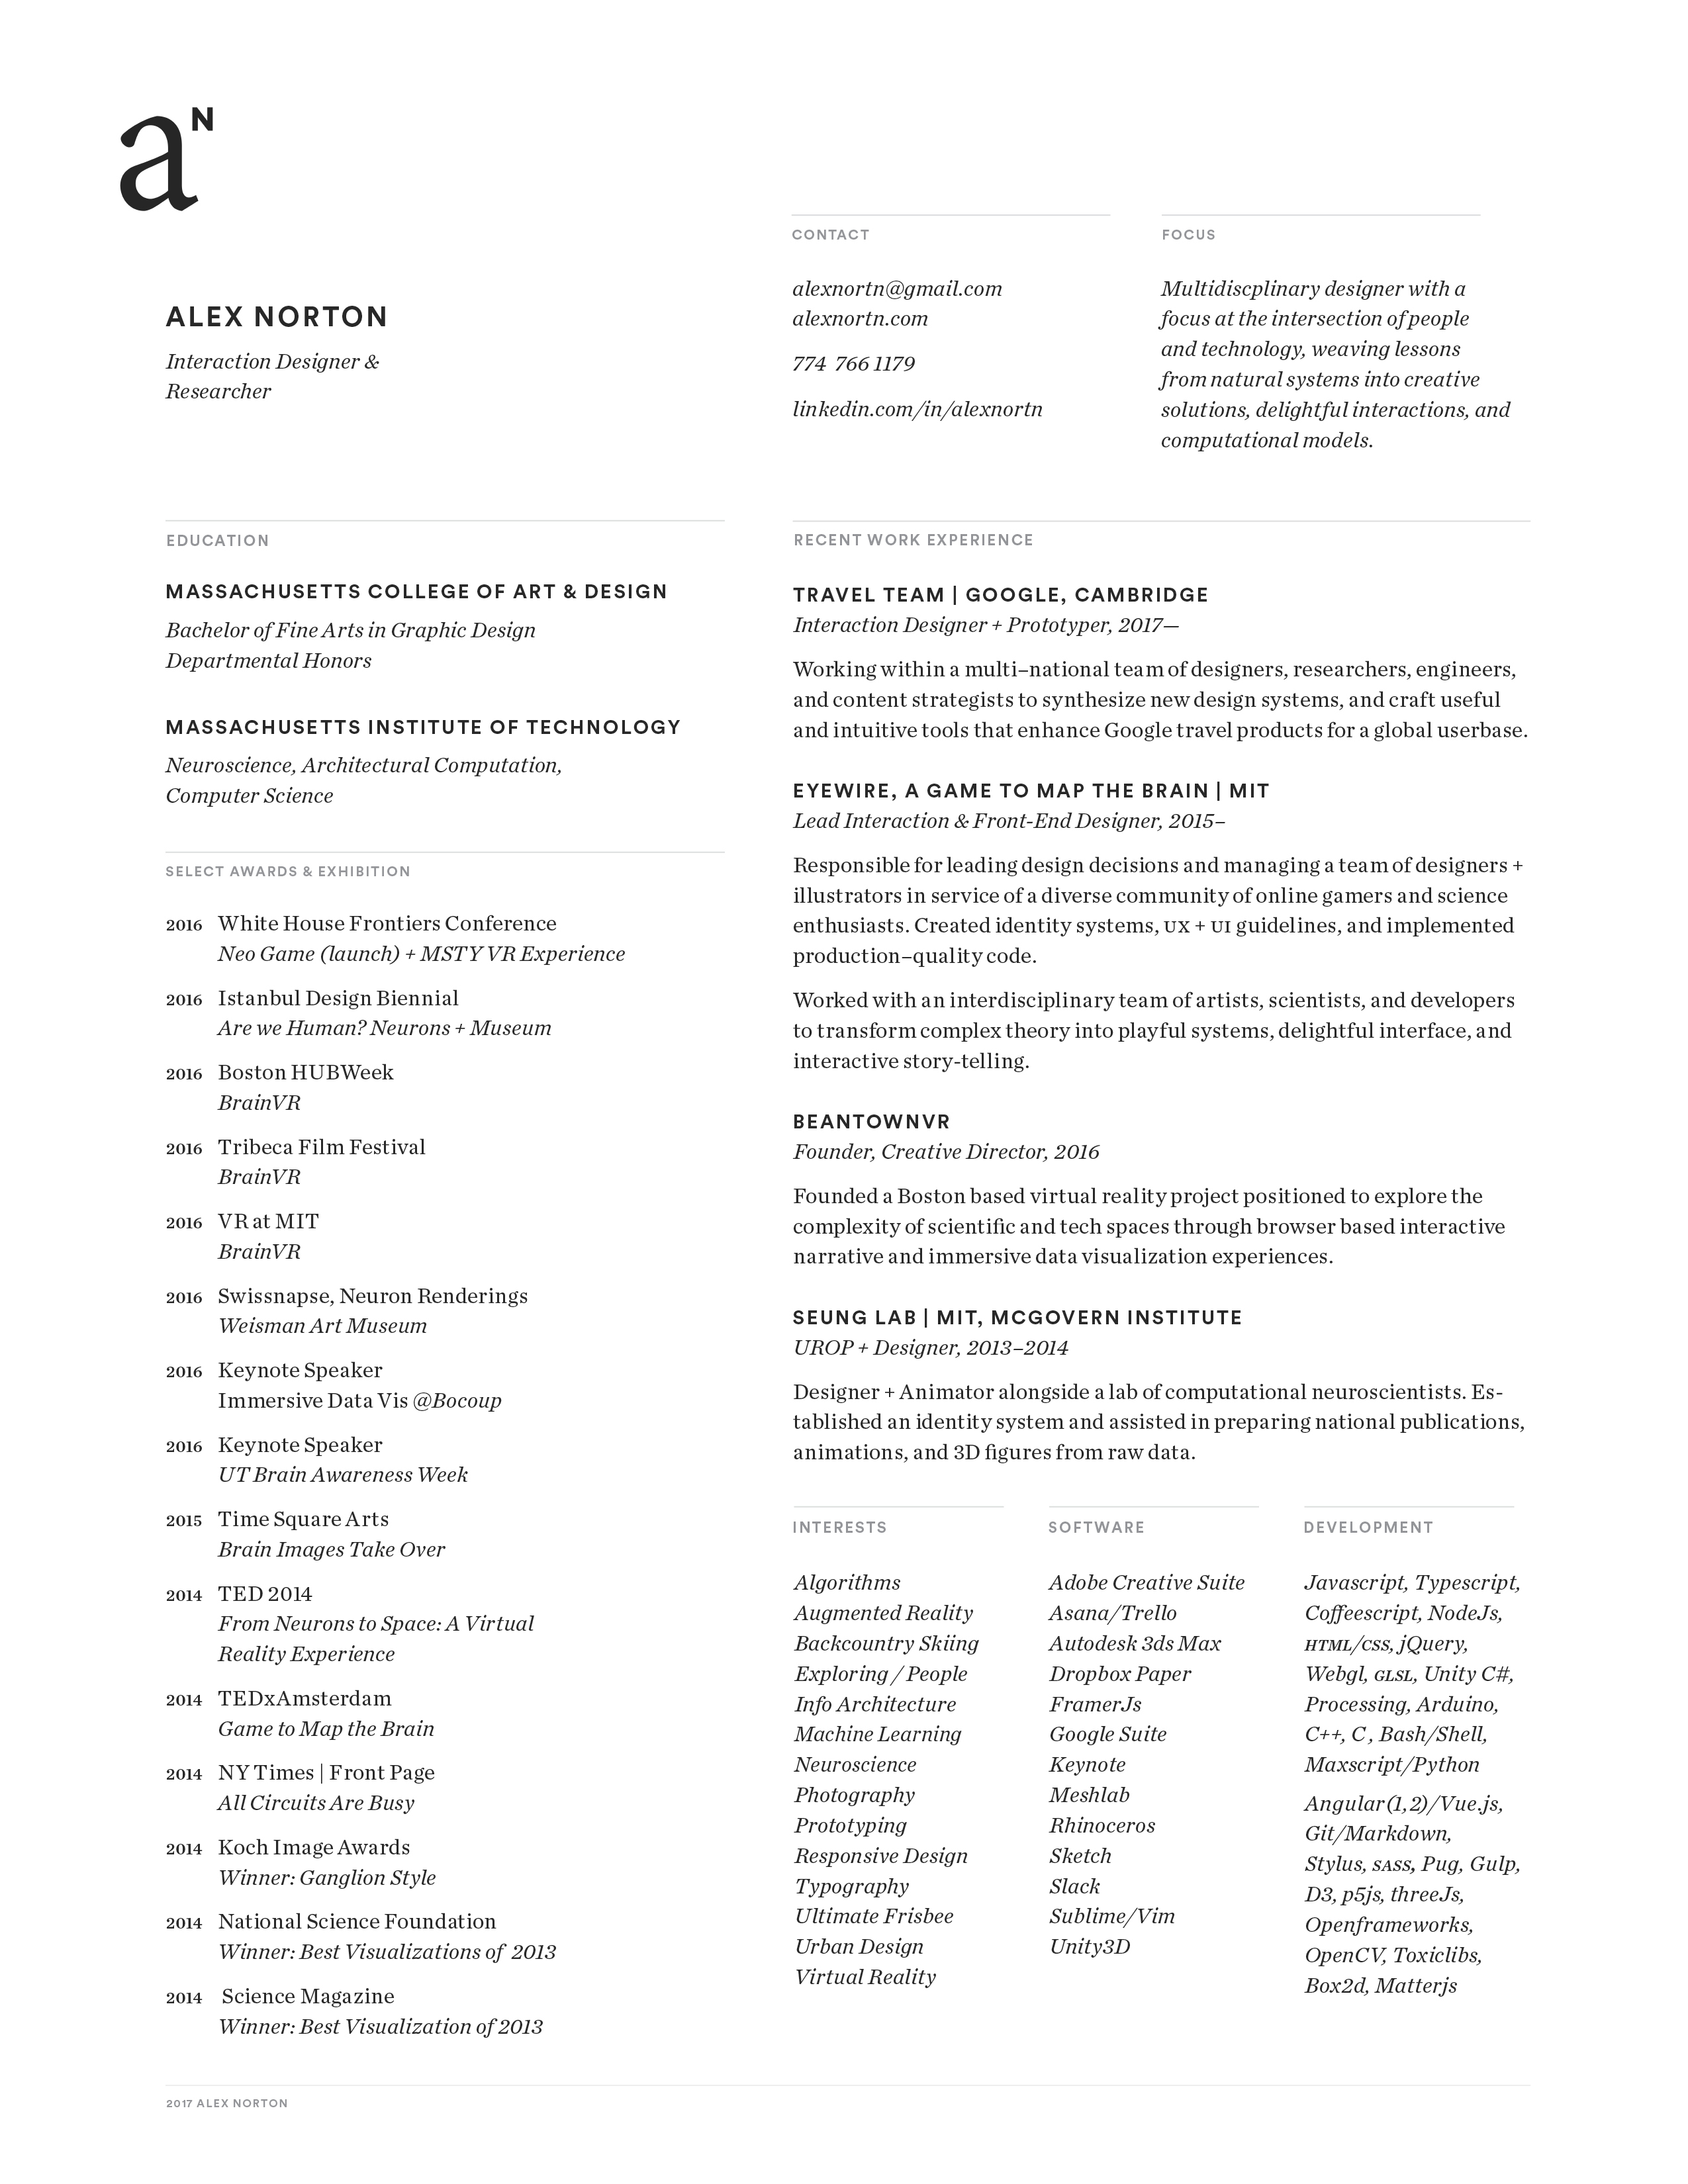 aN
ALEX NORTON
Interaction Designer &
Researcher
CONTACT
alexnortn@gmail.com
alexnortn.com
774 766 1179
linkedin.com/in/alexnortn
FOCUS
Multidiscplinary designer with a
focus at the intersection of people
and technology, weaving lessons
from natural systems into creative
solutions, delightful interactions, and
computational models.
EDUCATION
MASSACHUSETTS COLLEGE OF ART & DESIGN
Bachelor of Fine Arts in Graphic Design
Departmental Honors
MASSACHUSETTS INSTITUTE OF TECHNOLOGY
Neuroscience, Architectural Computation,
Computer Science
SELECT AWARDS & EXHIBITION
2016 White House Frontiers Conference
Neo Game (launch) + MSTY VR Experience
2016 Istanbul Design Biennial
Are we Human? Neurons + Museum
2016 Boston HUBWeek
BrainVR
2016 Tribeca Film Festival
BrainVR
2016 VR at MIT
BrainVR
2016 Swissnapse, Neuron Renderings
Weisman Art Museum
2016 Keynote Speaker
Immersive Data Vis @Bocoup
2016 Keynote Speaker
UT Brain Awareness Week
2015 Time Square Arts
Brain Images Take Over
2014 TED 2014
From Neurons to Space: A Virtual
Reality Experience
2014 TEDxAmsterdam
Game to Map the Brain
2014 NY Times | Front Page
All Circuits Are Busy
2014 Koch Image Awards
Winner: Ganglion Style
2014 National Science Foundation
Winner: Best Visualizations of 2013
2014 Science Magazine
Winner: Best Visualization of 2013
RECENT WORK EXPERIENCE
TRAVEL TEAM | GOOGLE, CAMBRIDGE
Interaction Designer + Prototyper, 2017—
Working within a multi–national team of designers, researchers, engineers,
and content strategists to synthesize new design systems, and craft useful
and intuitive tools that enhance Google travel products for a global userbase.
EYEWIRE, A GAME TO MAP THE BRAIN | MIT
Lead Interaction & Front-End Designer, 2015–
Responsible for leading design decisions and managing a team of designers +
illustrators in service of a diverse community of online gamers and science
enthusiasts. Created identity systems, UX + UI guidelines, and implemented
production–quality code.
Worked with an interdisciplinary team of artists, scientists, and developers
to transform complex theory into playful systems, delightful interface, and
interactive story-telling.
BEANTOWNVR
Founder, Creative Director, 2016
Founded a Boston based virtual reality project positioned to explore the
complexity of scientific and tech spaces through browser based interactive
narrative and immersive data visualization experiences.
SEUNG LAB | MIT, MCGOVERN INSTITUTE
UROP + Designer, 2013–2014
Designer + Animator alongside a lab of computational neuroscientists. Es-
tablished an identity system and assisted in preparing national publications,
animations, and 3D figures from raw data.
INTERESTS
Algorithms
Augmented Reality
Backcountry Skiing
Exploring / People
Info Architecture
Machine Learning
Neuroscience
Photography
Prototyping
Responsive Design
Typography
Ultimate Frisbee
Urban Design
Virtual Reality
SOFTWARE
Adobe Creative Suite
Asana/Trello
Autodesk 3ds Max
Dropbox Paper
FramerJs
Google Suite
Keynote
Meshlab
Rhinoceros
Sketch
Slack
Sublime/Vim
Unity3D
DEVELOPMENT
Javascript, Typescript,
Coffeescript, NodeJs,
HTML/CSS, jQuery,
Webgl, GLSL, Unity C#,
Processing, Arduino,
C++, C , Bash/Shell,
Maxscript/Python
Angular(1,2)/Vue.js,
Git/Markdown,
Stylus, SASS, Pug, Gulp,
D3, p5js, threeJs,
Openframeworks,
OpenCV, Toxiclibs,
Box2d, Matterjs
2017 ALEX NORTON